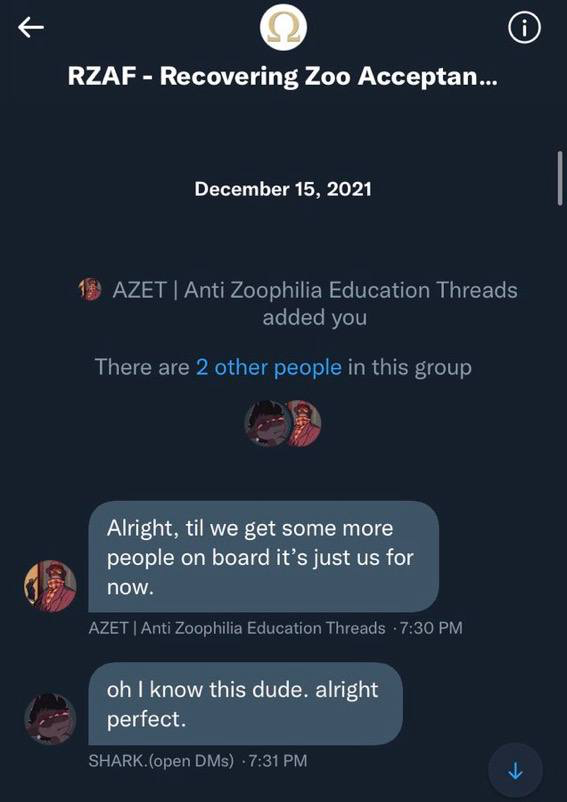 RZAF - Recovering Zoo Acceptan...
December 15, 2021
AZET | Anti Zoophilia Education Threads
added you
There are 2 other people in this group
Alright, til we get some more
people on board it’s just us for
now.
AZET | Anti Zoophilia Education Threads · 7:30 PM
oh I know this dude. alright
perfect.
SHARK.(open DMs) · 7:31 PM